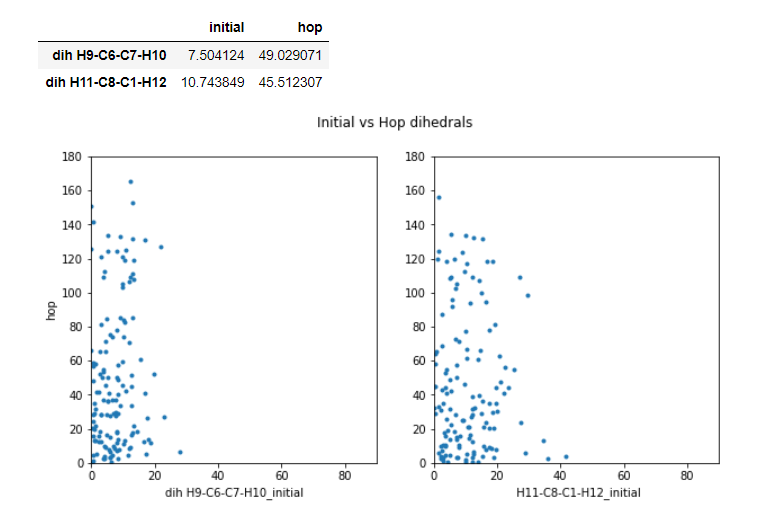 initial hop
dih H9-C6-C7-H10 7.504124 49.029071
dih H11-C8-C1-H12 10.743849 45.512307
Initial vs Hop dihedrals
180 180
160 160
140 140
120 120
100 100
hop
80 80
60 60
40 40
20 20
0 0
0 20 40 60 80 0 20 40 60 80
dih H9-C6-C7-H10_initial H11-C8-C1-H12_initial